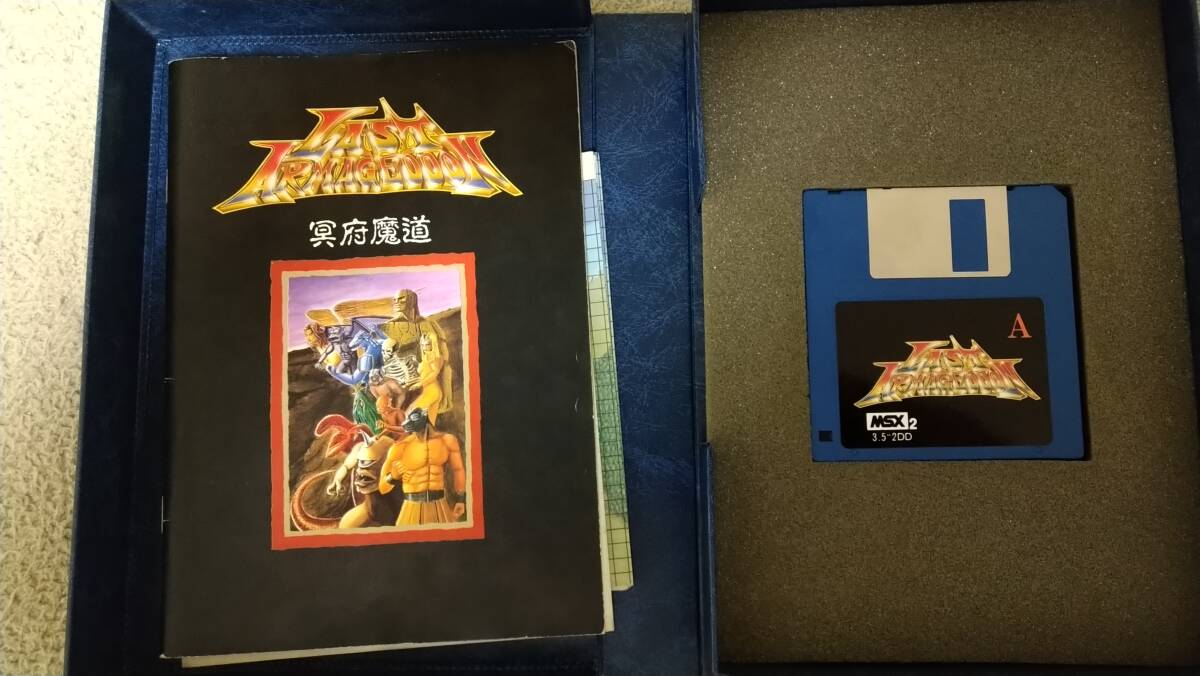 LAST
ARMAGEDDON
冥府魔道
A
LAST
ARMAGEDDON
MSX2
3.5-2DD